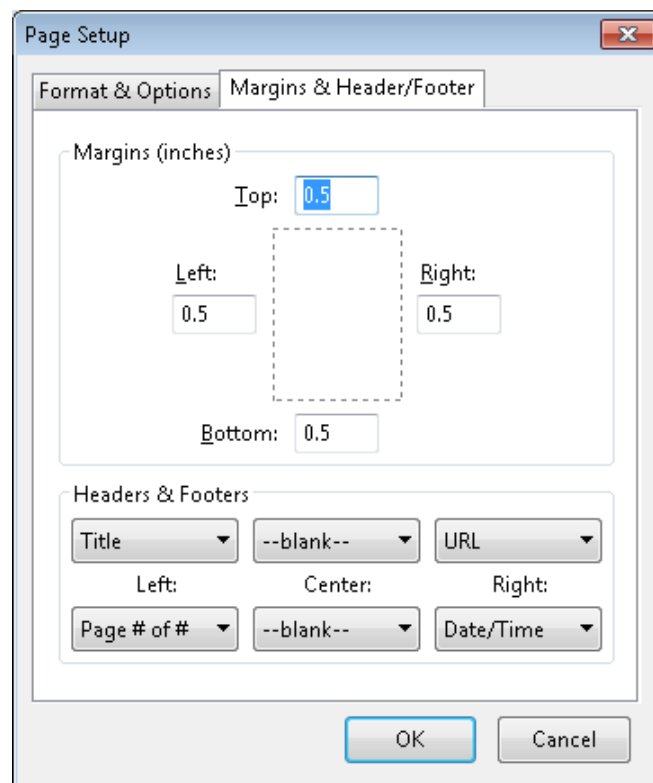 Page Setup
Format & Options Margins & Header/Footer
Margins (inches)
Top: 0.5
Left: Right:
0.5 0.5
Bottom: 0.5
Headers & Footers
Title --blank-- URL
Left: Center: Right:
Page # of # --blank-- Date/Time
OK Cancel